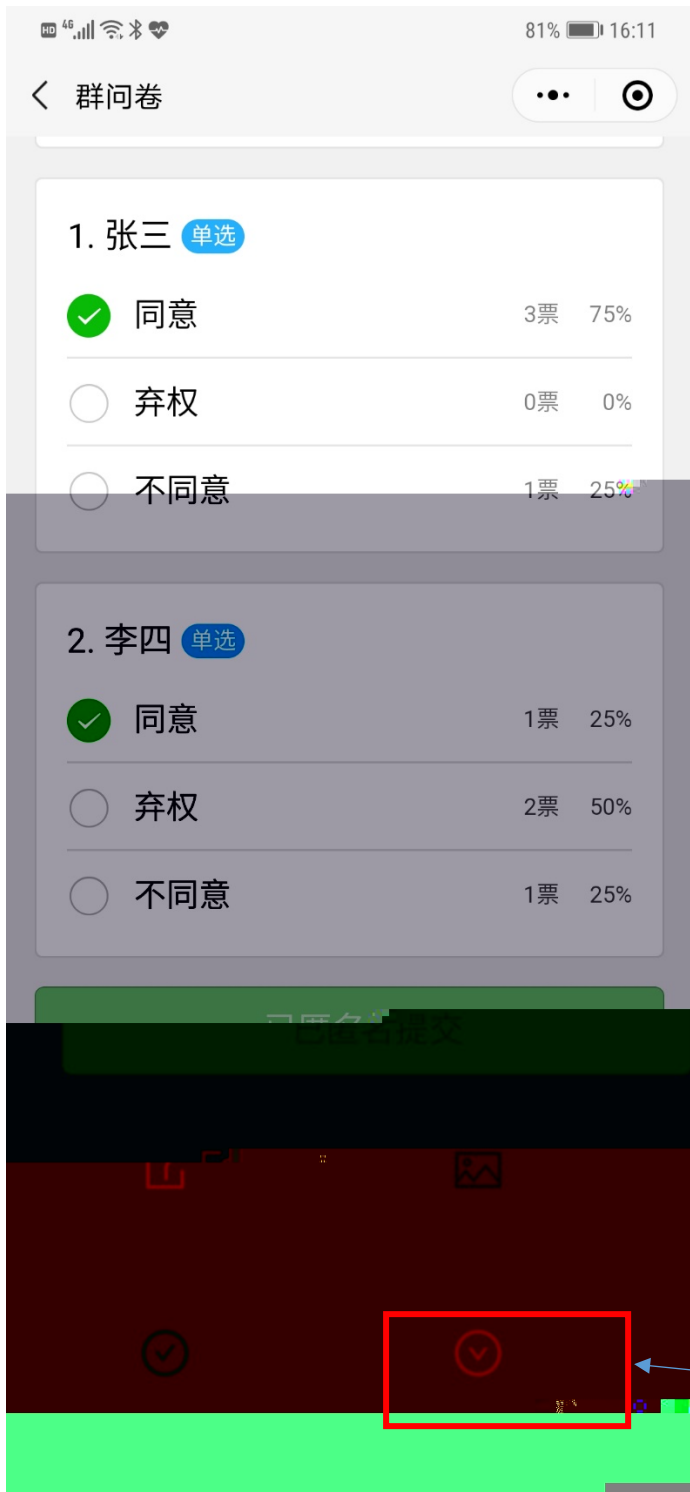 HD 46 81% 16:11
群问卷
1. 张三 单选
同意 3票 75%
弃权 0票 0%
不同意 1票 25%
2. 李四 单选
同意 1票 25%
弃权 2票 50%
不同意 1票 25%
已匿名提交